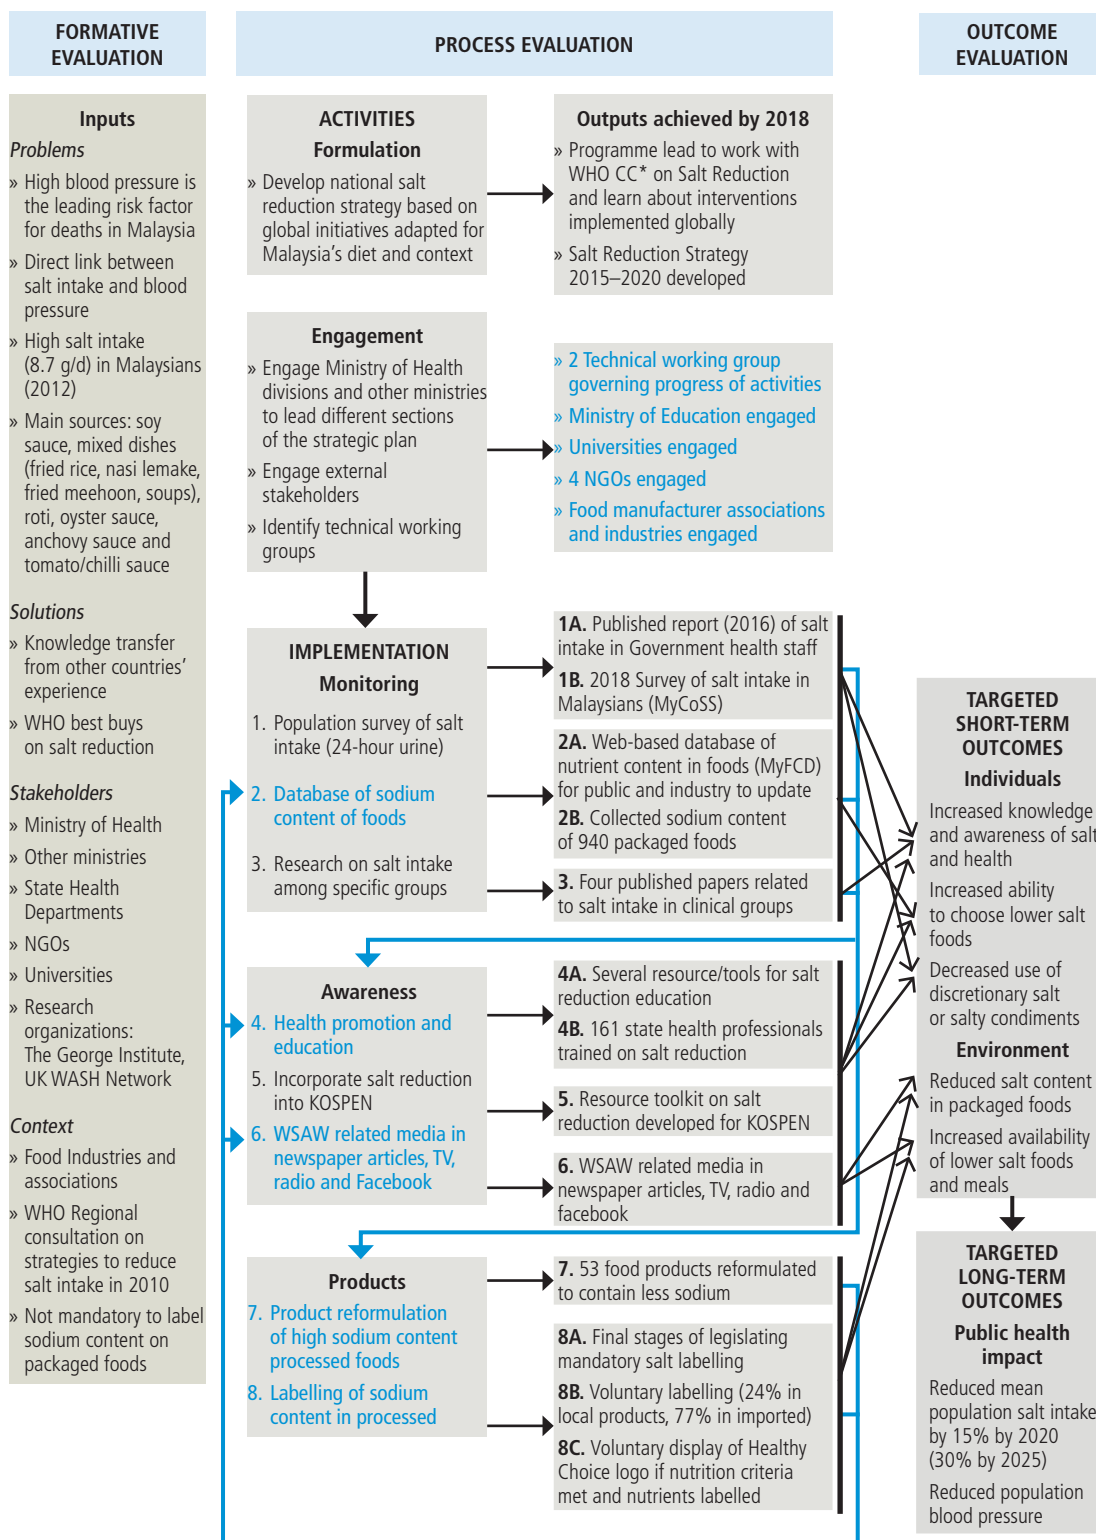 FORMATIVE
EVALUATION
PROCESS EVALUATION
OUTCOME
EVALUATION
Inputs
Problems
» High blood pressure is
the leading risk factor
for deaths in Malaysia
» Direct link between
salt intake and blood
pressure
» High salt intake
(8.7 g/d) in Malaysians
(2012)
» Main sources: soy
sauce, mixed dishes
(fried rice, nasi lemake,
fried meehoon, soups),
roti, oyster sauce,
anchovy sauce and
tomato/chilli sauce
Solutions
» Knowledge transfer
from other countries'
experience
» WHO best buys
on salt reduction
Stakeholders
» Ministry of Health
» Other ministries
» State Health
Departments
» NGOs
» Universities
» Research
organizations:
The George Institute,
UK WASH Network
Context
» Food Industries and
associations
» WHO Regional
consultation on
strategies to reduce
salt intake in 2010
» Not mandatory to label
sodium content on
packaged foods
ACTIVITIES
Formulation
» Develop national salt
reduction strategy based on
global initiatives adapted for
Malaysia's diet and context
Outputs achieved by 2018
» Programme lead to work with
WHO CC* on Salt Reduction
and learn about interventions
implemented globally
» Salt Reduction Strategy
2015–2020 developed
Engagement
» Engage Ministry of Health
divisions and other ministries
to lead different sections
of the strategic plan
» Engage external
stakeholders
» Identify technical working
groups
» 2 Technical working group
governing progress of activities
» Ministry of Education engaged
» Universities engaged
» 4 NGOs engaged
» Food manufacturer associations
and industries engaged
IMPLEMENTATION
Monitoring
1. Population survey of salt
intake (24-hour urine)
2. Database of sodium
content of foods
3. Research on salt intake
among specific groups
1A. Published report (2016) of salt
intake in Government health staff
1B. 2018 Survey of salt intake in
Malaysians (MyCoSS)
2A. Web-based database of
nutrient content in foods (MyFCD)
for public and industry to update
2B. Collected sodium content
of 940 packaged foods
3. Four published papers related
to salt intake in clinical groups
Awareness
4. Health promotion and
education
5. Incorporate salt reduction
into KOSPEN
6. WSAW related media in
newspaper articles, TV,
radio and Facebook
4A. Several resource/tools for salt
reduction education
4B. 161 state health professionals
trained on salt reduction
5. Resource toolkit on salt
reduction developed for KOSPEN
6. WSAW related media in
newspaper articles, TV, radio and
facebook
Products
7. Product reformulation
of high sodium content
processed foods
8. Labelling of sodium
content in processed
7. 53 food products reformulated
to contain less sodium
8A. Final stages of legislating
mandatory salt labelling
8B. Voluntary labelling (24% in
local products, 77% in imported)
8C. Voluntary display of Healthy
Choice logo if nutrition criteria
met and nutrients labelled
TARGETED
SHORT-TERM
OUTCOMES
Individuals
Increased knowledge
and awareness of salt
and health
Increased ability
to choose lower salt
foods
Decreased use of
discretionary salt
or salty condiments
Environment
Reduced salt content
in packaged foods
Increased availability
of lower salt foods
and meals
TARGETED
LONG-TERM
OUTCOMES
Public health
impact
Reduced mean
population salt intake
by 15% by 2020
(30% by 2025)
Reduced population
blood pressure